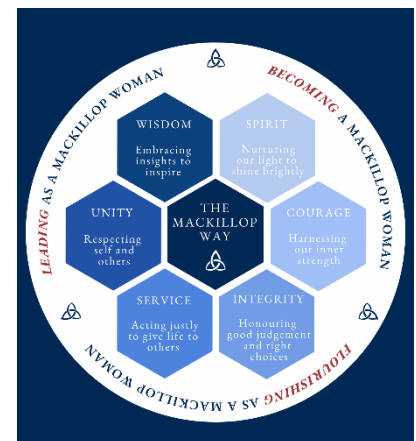 LEADING AS A MACKILLOP WOMAN
BECOMING A MACKILLOP WOMAN
FLOURISHING AS A MACKILLOP WOMAN
WISDOM
Embracing
insights to
inspire
SPIRIT
Nurturing
our light to
shine brightly
UNITY
Respecting
self and
others
THE
MACKILLOP
WAY
COURAGE
Harnessing
our inner
strength
SERVICE
Acting justly
to give life to
others
INTEGRITY
Honouring
good judgement
and right
choices